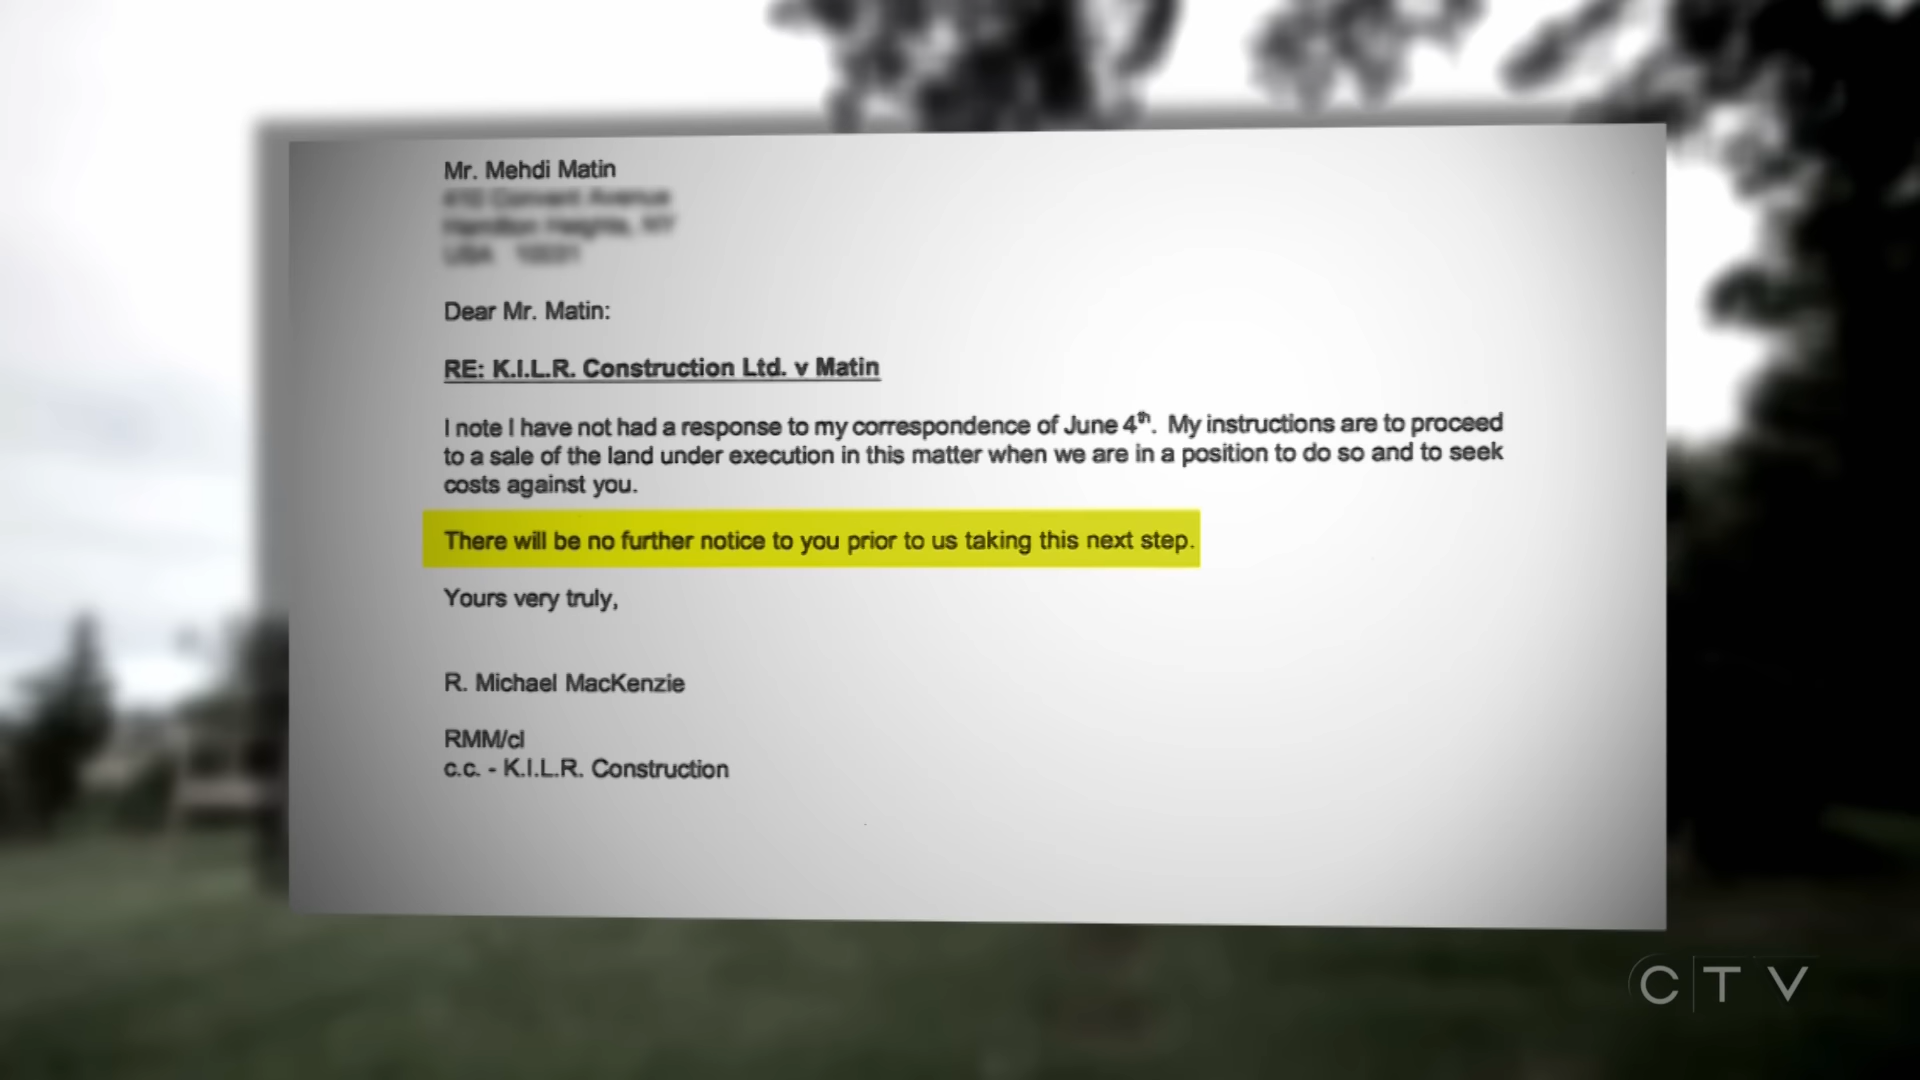 Mr. Mehdi Matin
Dear Mr. Matin:
RE: K.I.L.R. Construction Ltd. v Matin
I note I have not had a response to my correspondence of June 4th. My instructions are to proceed
to a sale of the land under execution in this matter when we are in a position to do so and to seek
costs against you.
There will be no further notice to you prior to us taking this next step.
Yours very truly,
R. Michael MacKenzie
RMM/cl
c.c. - K.I.L.R. Construction
CTV